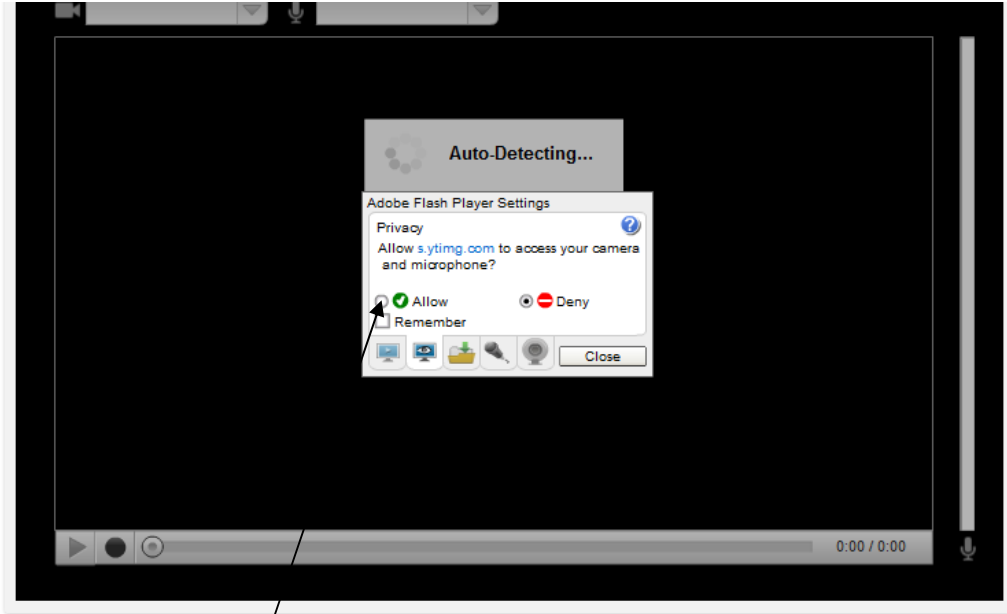 Auto-Detecting...
Adobe Flash Player Settings
Privacy
Allow s.ytimg.com to access your camera
and microphone?
Allow
Deny
Remember
Close
0:00 / 0:00